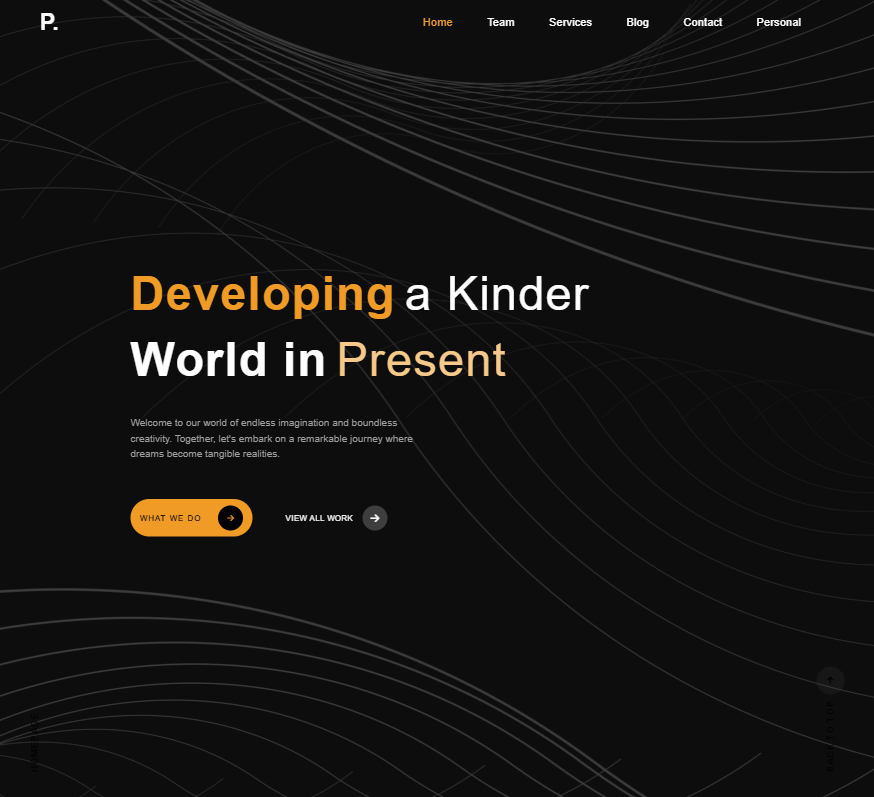 P.
Home Team Services Blog Contact Personal
Developing a Kinder
World in Present
Welcome to our world of endless imagination and boundless
creativity. Together, let's embark on a remarkable journey where
dreams become tangible realities.
WHAT WE DO
VIEW ALL WORK
BACK TO TOP